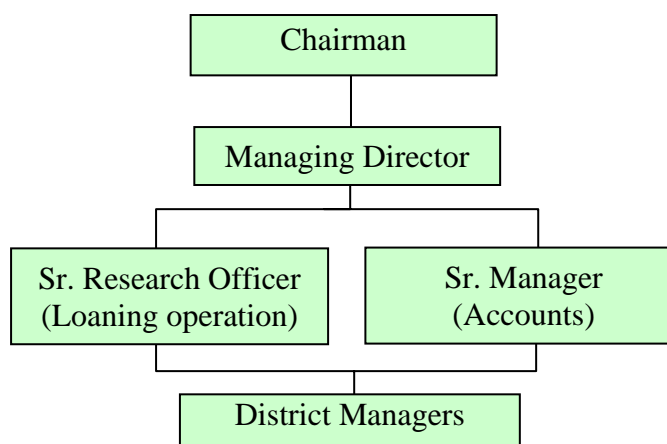 Chairman
Managing Director
Sr. Research Officer
(Loaning operation)
Sr. Manager
(Accounts)
District Managers